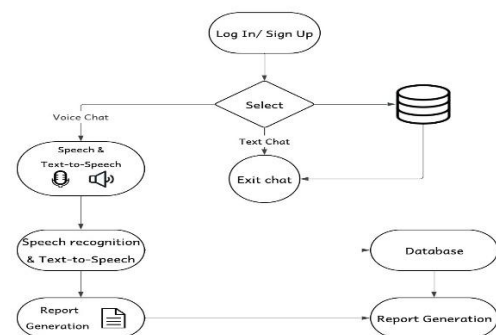 Log In/ Sign Up
Select
Voice Chat
Text Chat
Speech &
Text-to-Speech
Exit chat
Speech recognition
& Text-to-Speech
Database
Report
Generation
Report Generation